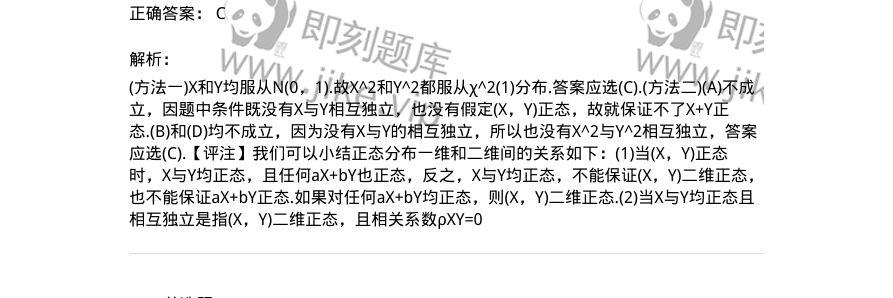 正确答案： C
解析：
(方法一)X和Y均服从N(0，1).故X^2和Y^2都服从χ^2(1)分布.答案应选(C).(方法二)(A)不成
立，因题中条件既没有X与Y相互独立，也没有假定(X，Y)正态，故就保证不了X+Y正
态.(B)和(D)均不成立，因为没有X与Y的相互独立，所以也没有X^2与Y^2相互独立，答案
应选(C).【评注】我们可以小结正态分布一维和二维间的关系如下：(1)当(X，Y)正态
时，X与Y均正态，且任何aX+bY也正态，反之，X与Y均正态，不能保证(X，Y)二维正态，
也不能保证aX+bY正态.如果对任何aX+bY均正态，则(X，Y)二维正态.(2)当X与Y均正态且
相互独立是指(X，Y)二维正态，且相关系数ρXY=0
即刻题库
www.jike.vip
即刻
www.jik